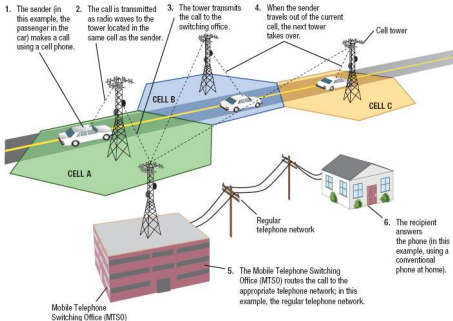 1. The sender (in
this example, the
passenger in the
car) makes a call
using a cell phone.
2. The call is transmitted
as radio waves to the
tower located in the
same cell as the sender.
3. The tower transmits
the call to the
switching office.
4. When the sender
travels out of the current
cell, the next tower
takes over.
Cell tower
CELL B
CELL C
CELL A
Regular
telephone network
6. The recipient
answers
the phone (in this
example, using a
conventional
phone at home).
5. The Mobile Telephone Switching
Office (MTSO) routes the call to the
appropriate telephone network; in this
example, the regular telephone network.
Mobile Telephone
Switching Office (MTSO)